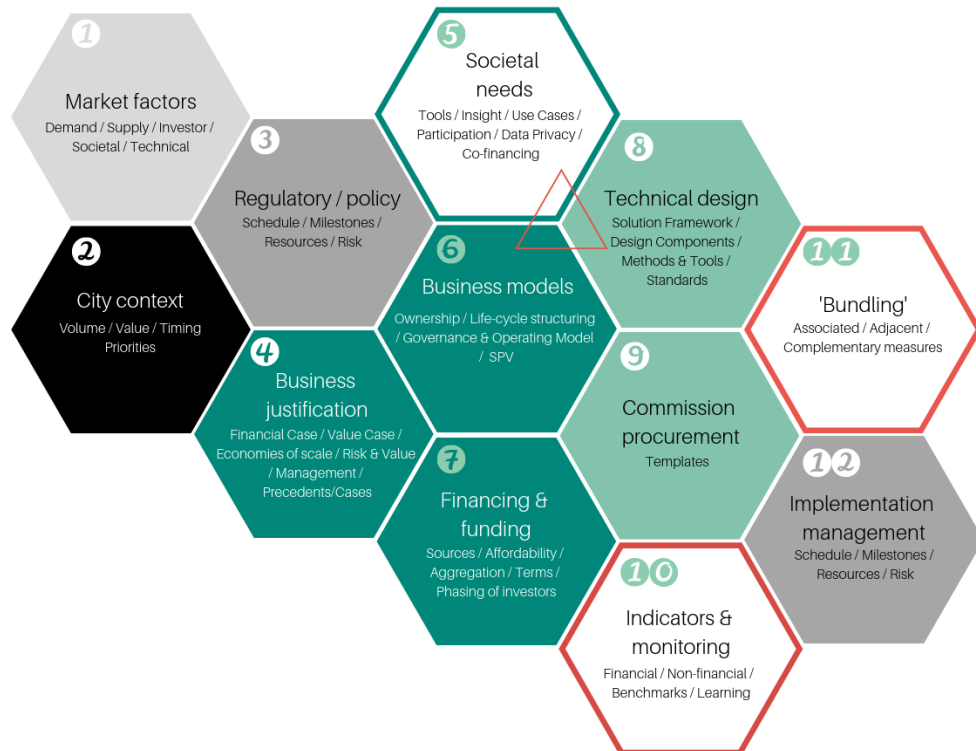 1
Market factors
Demand / Supply / Investor /
Societal / Technical
2
City context
Volume / Value / Timing
Priorities
3
Regulatory / policy
Schedule / Milestones /
Resources / Risk
4
Business
justification
Financial Case / Value Case /
Economies of scale / Risk & Value
/ Management /
Precedents/Cases
5
Societal
needs
Tools / Insight / Use Cases /
Participation / Data Privacy /
Co-financing
6
Business models
Ownership / Life-cycle structuring
/ Governance & Operating Model
/ SPV
7
Financing &
funding
Sources / Affordability /
Aggregation / Terms /
Phasing of investors
8
Technical design
Solution Framework /
Design Components /
Methods & Tools /
Standards
9
Commission
procurement
Templates
10
Indicators &
monitoring
Financial / Non-financial /
Benchmarks / Learning
11
'Bundling'
Associated / Adjacent /
Complementary measures
12
Implementation
management
Schedule / Milestones /
Resources / Risk